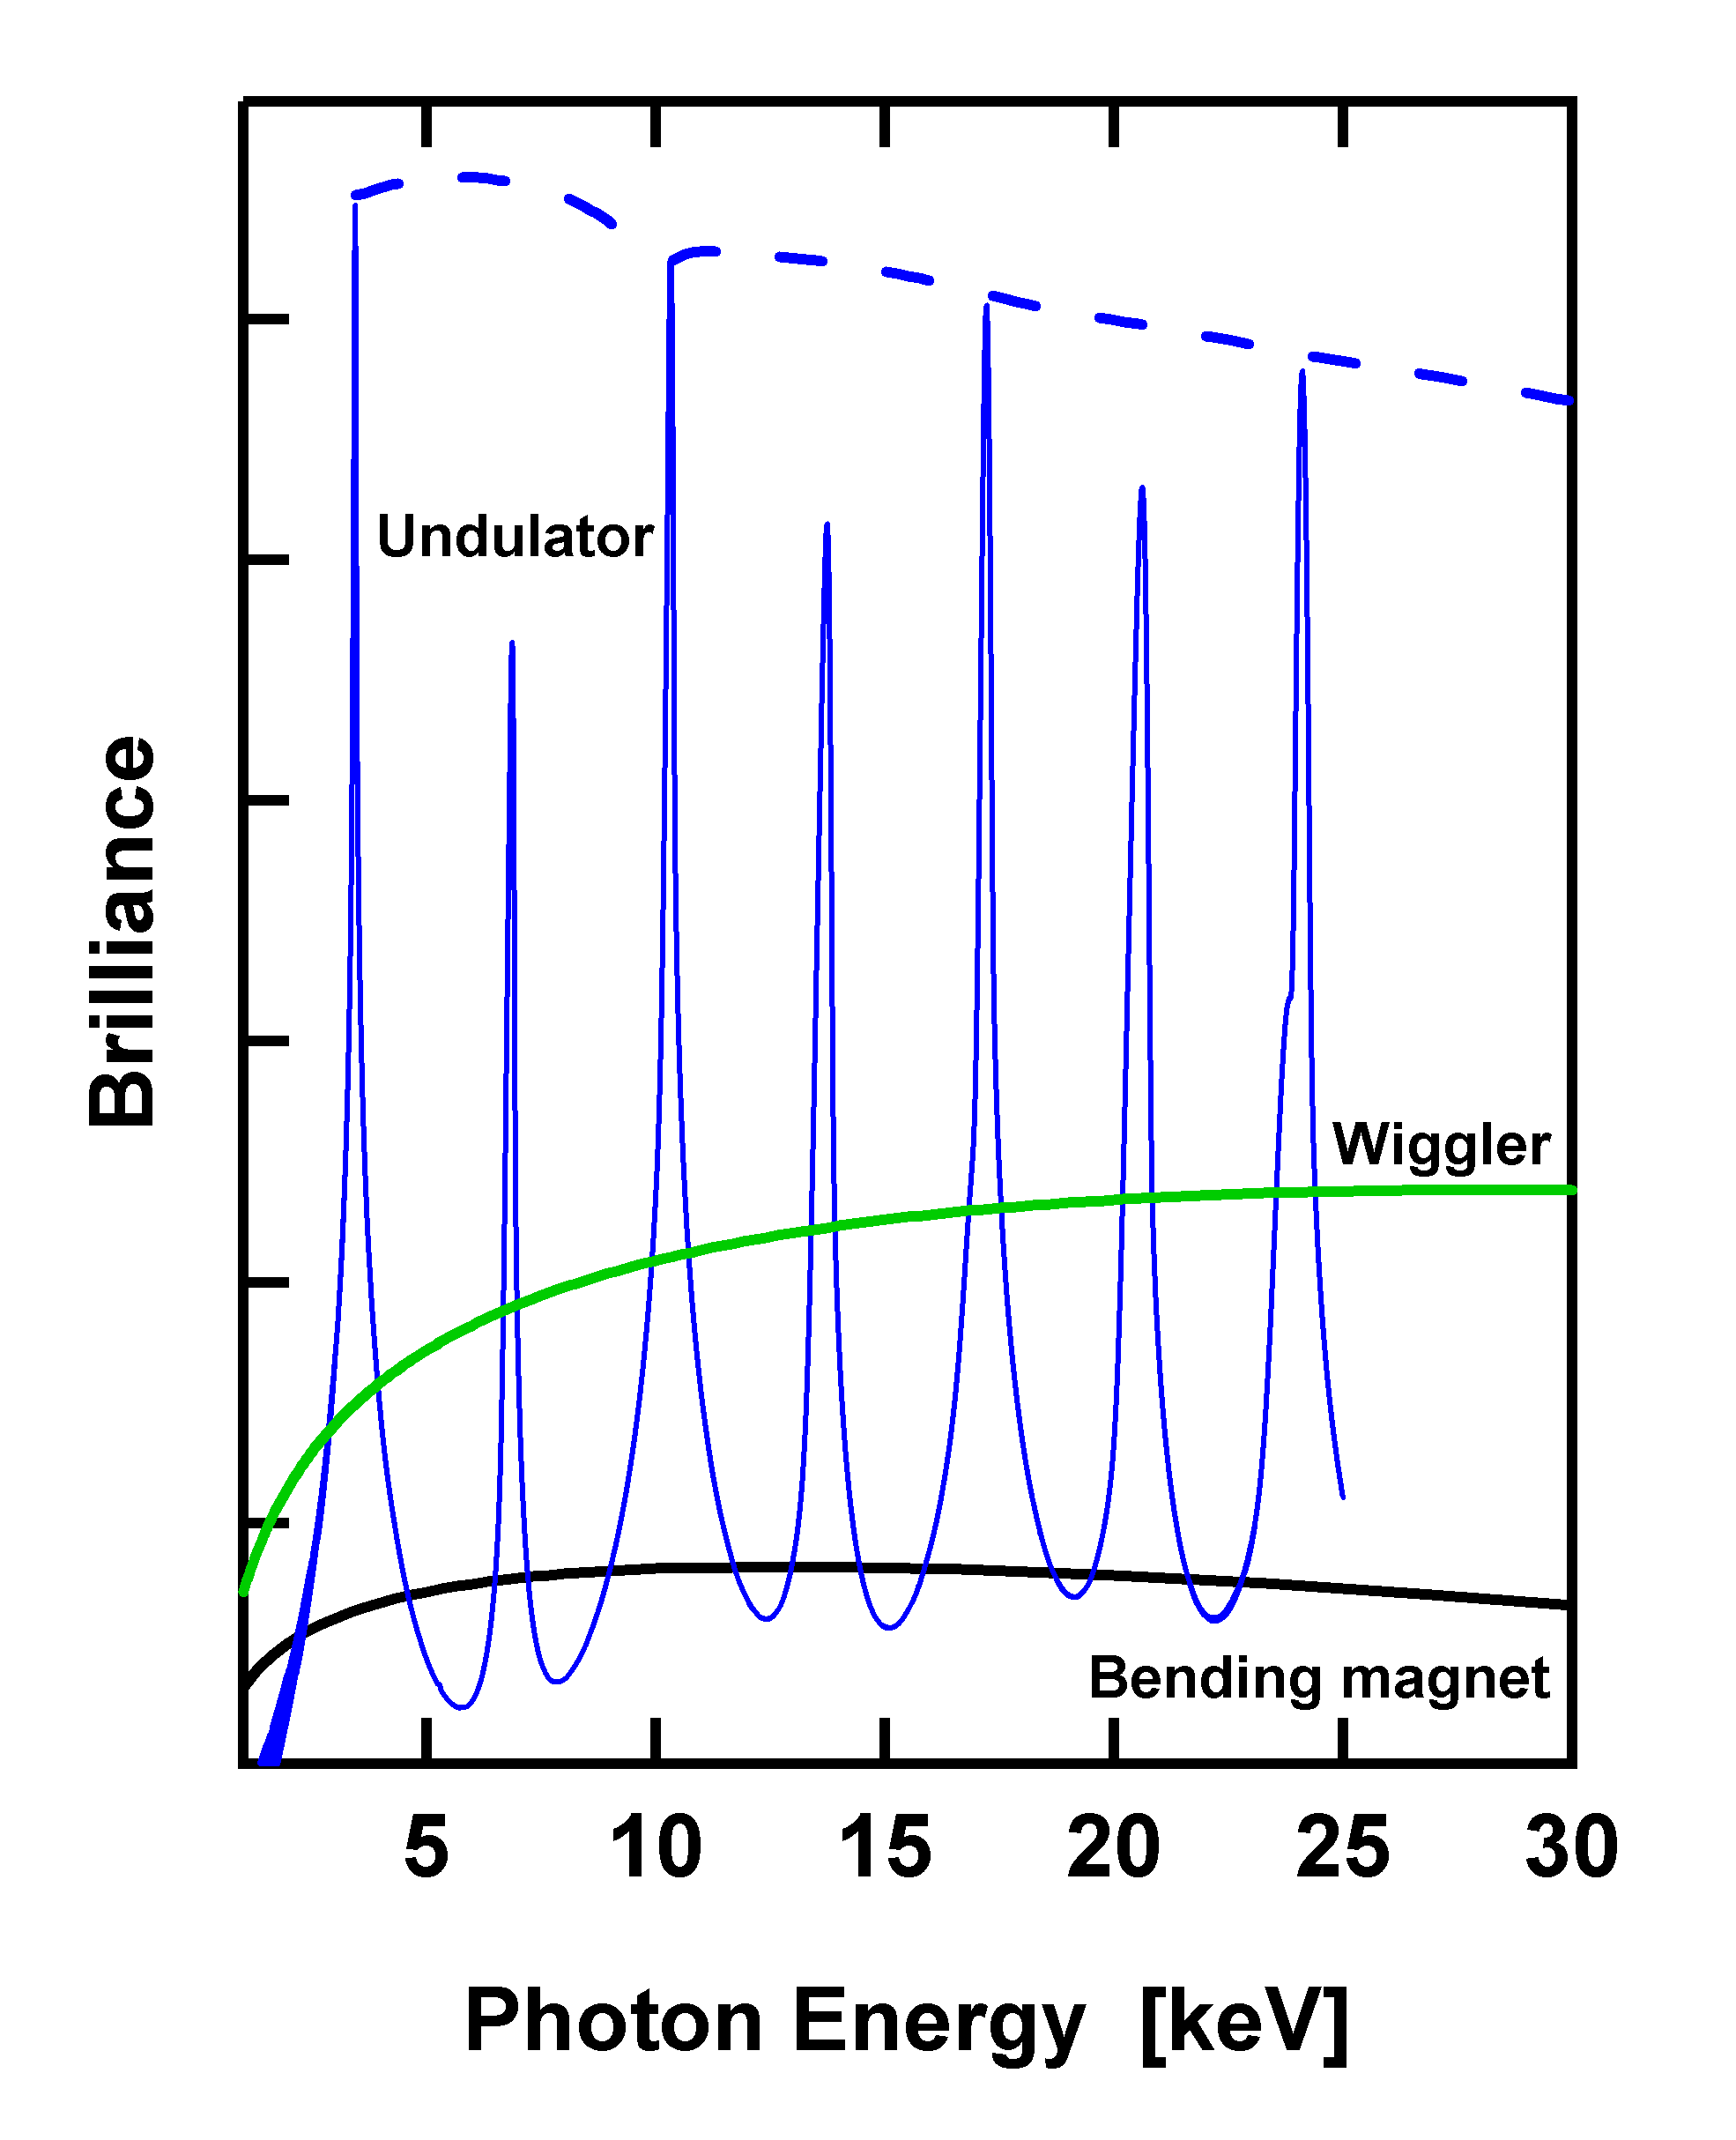 Undulator
Brilliance
Wiggler
Bending magnet
5 10 15 20 25 30
Photon Energy [keV]